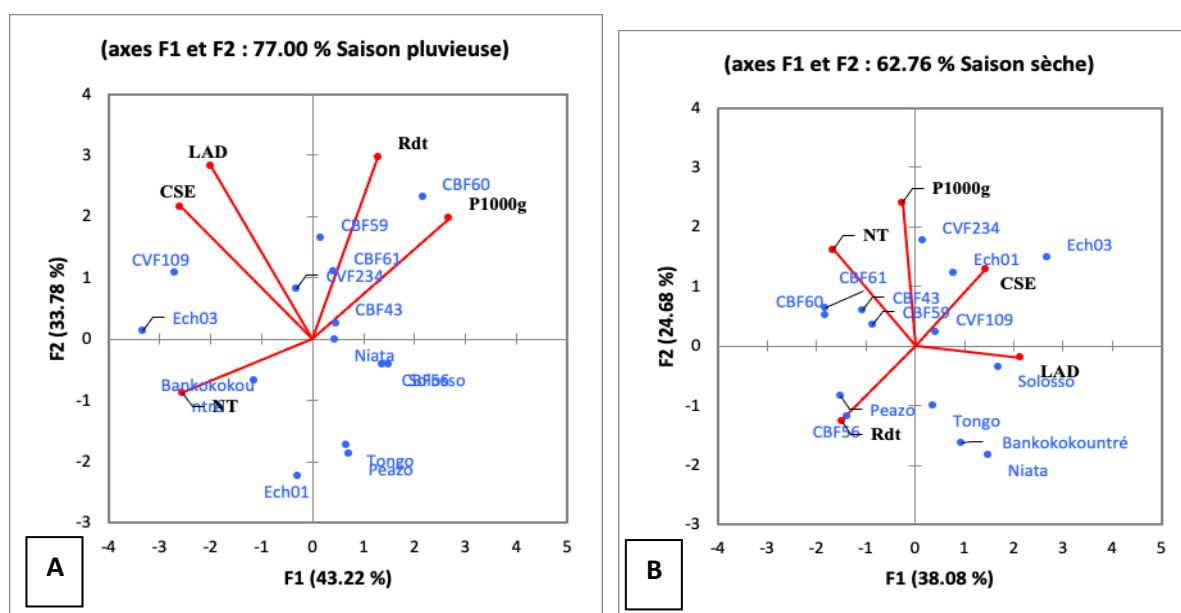 (axes F1 et F2 : 77.00 % Saison pluvieuse)
4
3
2
1
0
-1
-2
-3
F2 (33.78 %)
LAD
CSE
Rdt
CBF60
P1000g
CBF59
CVF109
CBF61
CVF234
CBF43
Ech03
Niata
CBF56
Solosso
Bankokokou
NT
Tongo
Peazo
Ech01
-4 -3 -2 -1 0 1 2 3 4 5
F1 (43.22 %)
A
(axes F1 et F2 : 62.76 % Saison sèche)
4
3
2
1
0
-1
-2
-3
F2 (24.68 %)
P1000g
NT
CVF234
Ech03
Ech01
CSE
CBF61
CBF60
CBF43
CBF59
CVF109
LAD
Solosso
Peazo
CBF56
Rdt
Tongo
Bankokokountré
Niata
-4 -3 -2 -1 0 1 2 3 4 5
F1 (38.08 %)
B